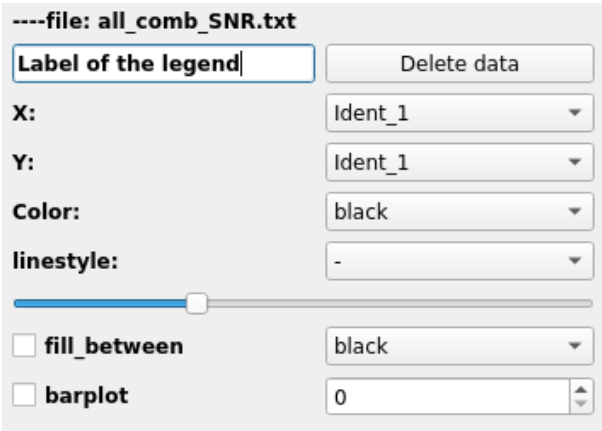 ----file: all_comb_SNR.txt
Label of the legend Delete data
X: Ident_1
Y: Ident_1
Color: black
linestyle: -
fill_between black
barplot 0